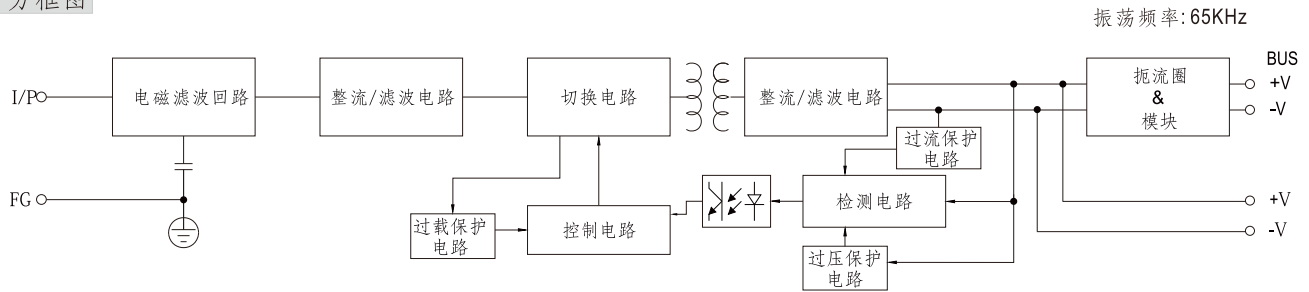 方框图
振荡频率: 65KHz
BUS
I/P
电磁滤波回路
整流/滤波电路
切换电路
整流/滤波电路
扼流圈
&
模块
+V
-V
过流保护
电路
FG
过载保护
电路
控制电路
检测电路
+V
-V
过压保护
电路